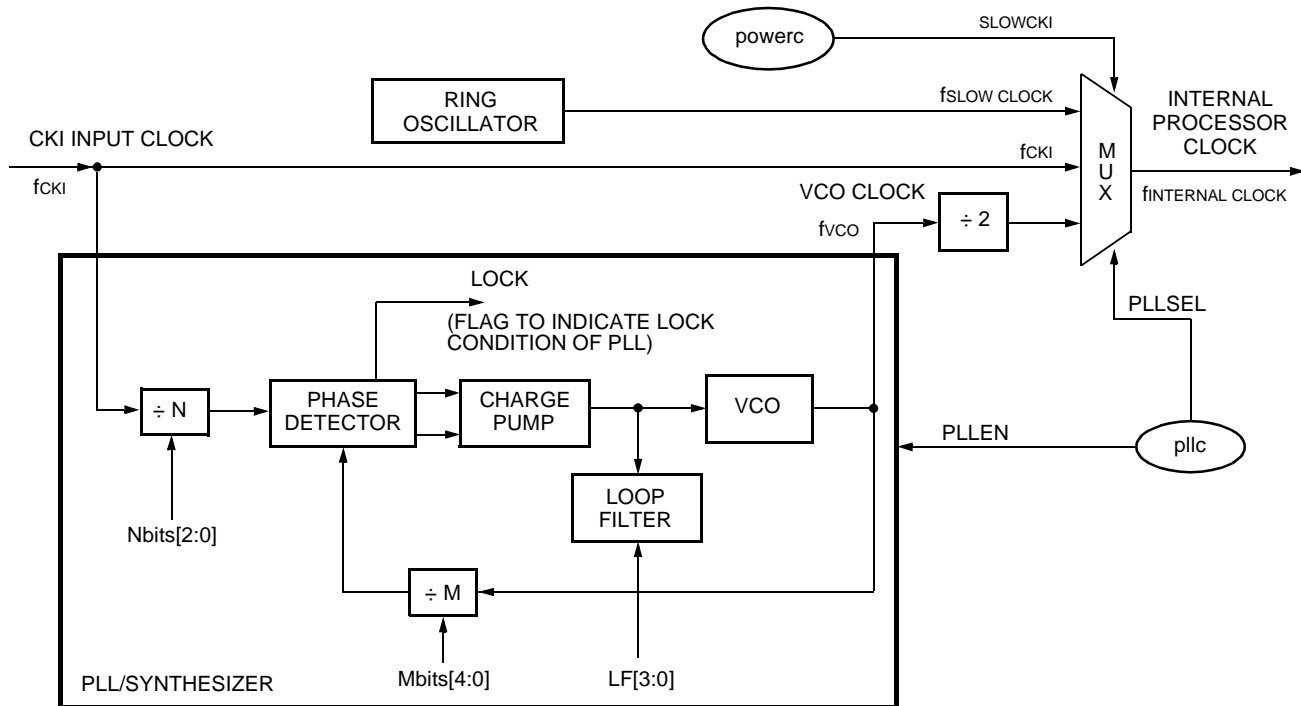 SLOWCKI
powerc
RING
OSCILLATOR
fSLOW CLOCK
INTERNAL
PROCESSOR
CLOCK
CKI INPUT CLOCK
fCKI
fCKI
MUX
fINTERNAL CLOCK
VCO CLOCK
fVCO
÷ 2
LOCK
(FLAG TO INDICATE LOCK
CONDITION OF PLL)
PLLSEL
÷ N
PHASE
DETECTOR
CHARGE
PUMP
VCO
PLLEN
pllc
LOOP
FILTER
Nbits[2:0]
÷ M
PLL/SYNTHESIZER
Mbits[4:0]
LF[3:0]